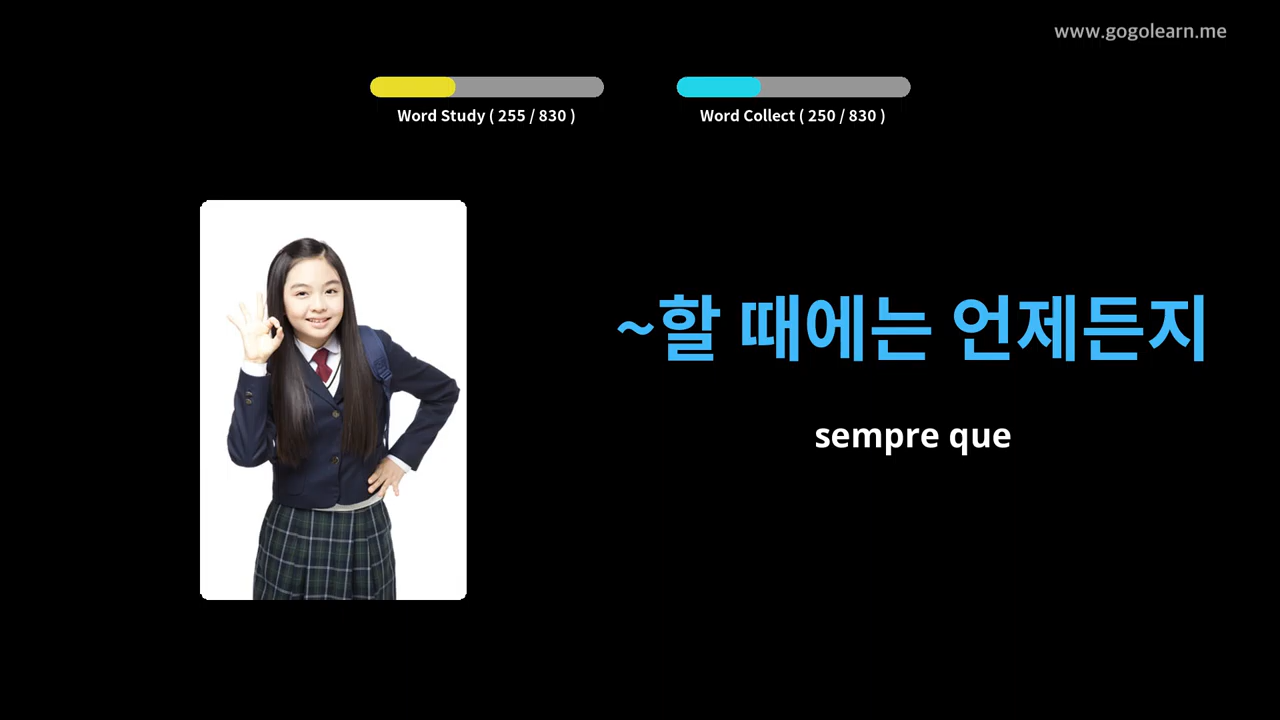 www.gogolearn.me
Word Study ( 255 / 830 )
Word Collect ( 250 / 830 )
~할 때에는 언제든지
sempre que